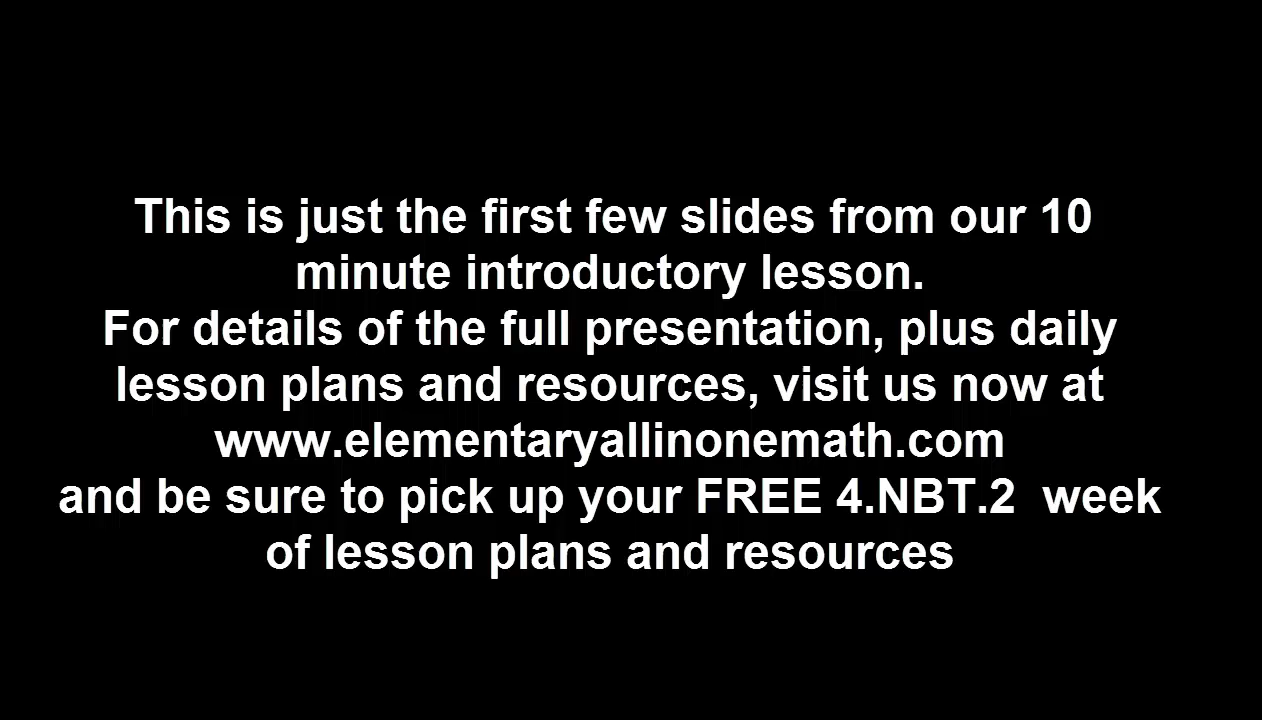 This is just the first few slides from our 10
minute introductory lesson.
For details of the full presentation, plus daily
lesson plans and resources, visit us now at
www.elementaryallinonemath.com
and be sure to pick up your FREE 4.NBT.2  week
of lesson plans and resources